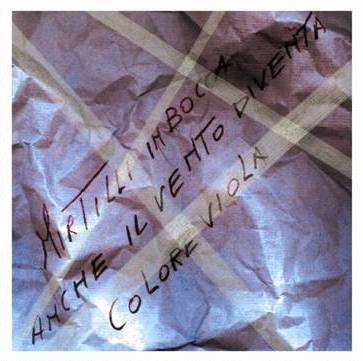 MIRTILLI IN BOCCA
ANCHE IL VENTO DIVENTA
COLORE VIOLA